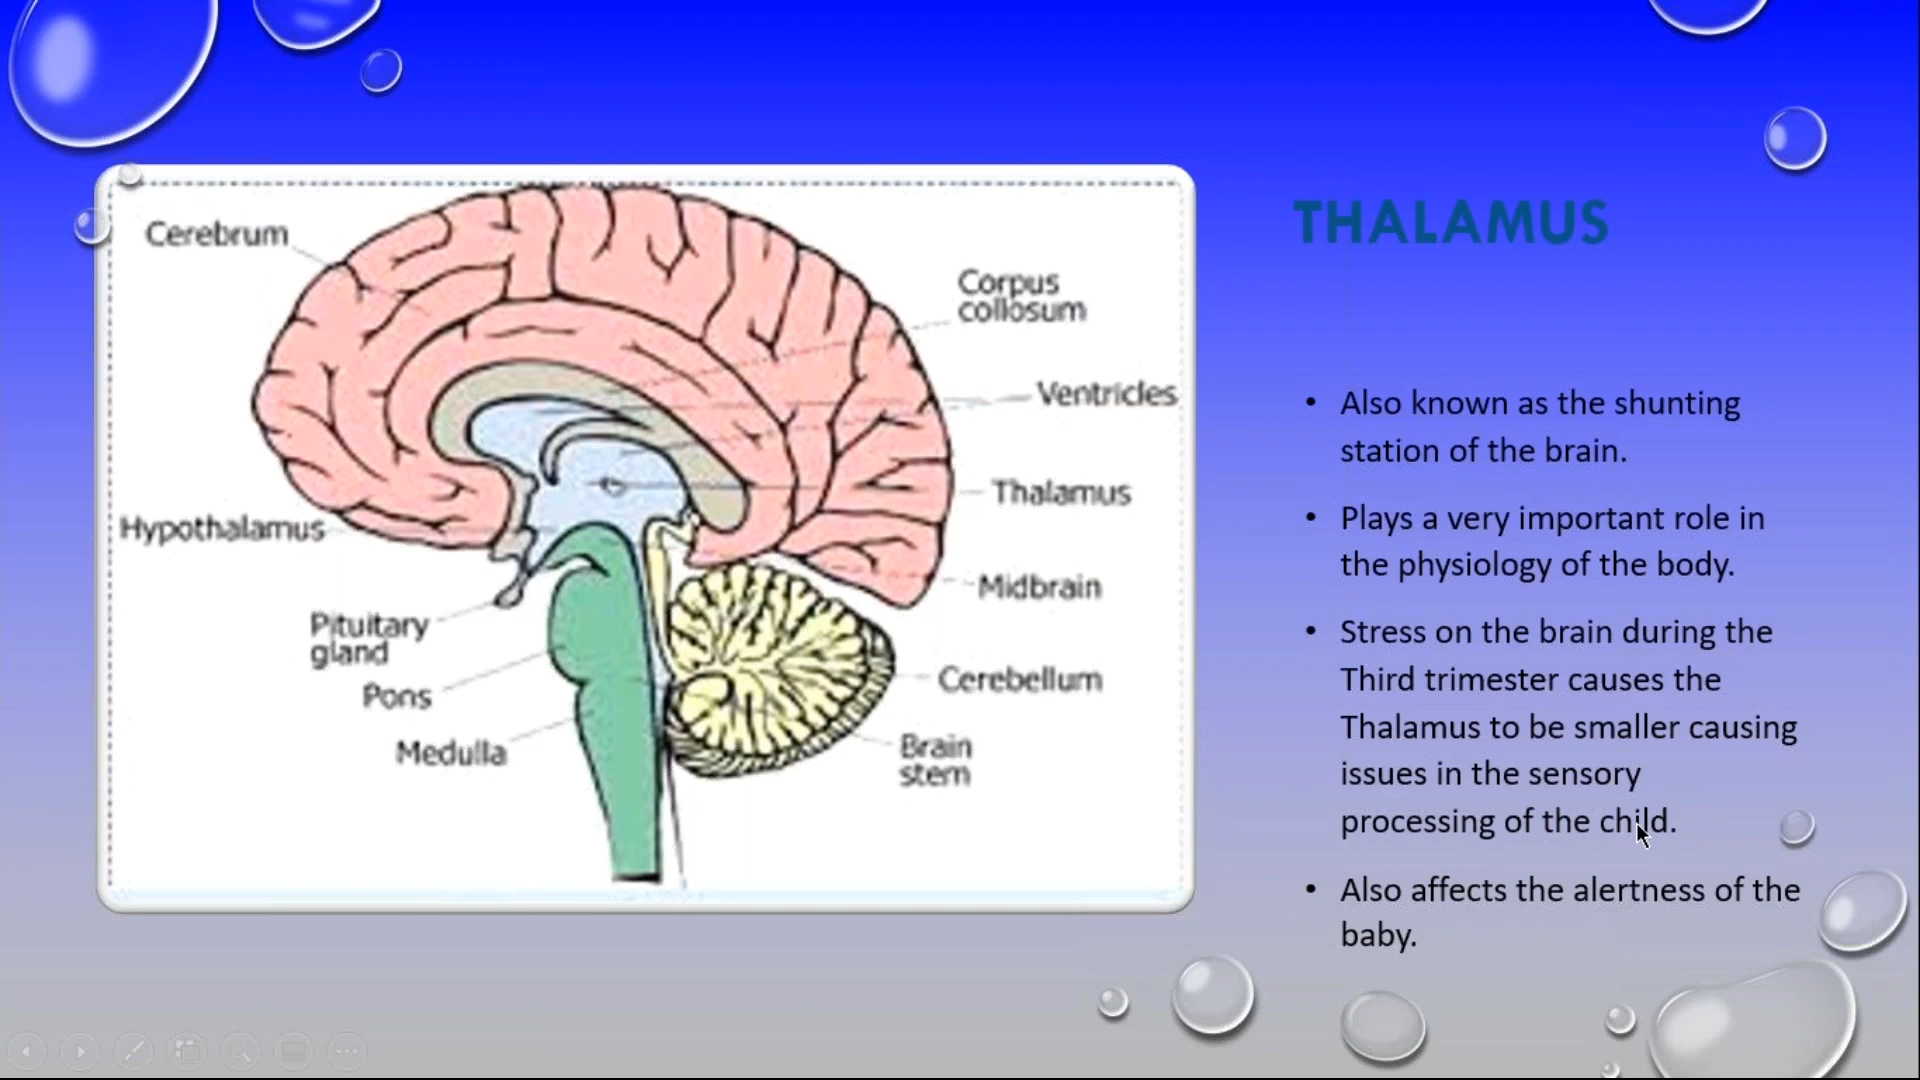 Cerebrum
Corpus
collosum
Ventricles
Thalamus
Hypothalamus
Midbrain
Pituitary
gland
Pons
Cerebellum
Medulla
Brain
stem
THALAMUS
• Also known as the shunting
station of the brain.
• Plays a very important role in
the physiology of the body.
• Stress on the brain during the
Third trimester causes the
Thalamus to be smaller causing
issues in the sensory
processing of the child.
• Also affects the alertness of the
baby.